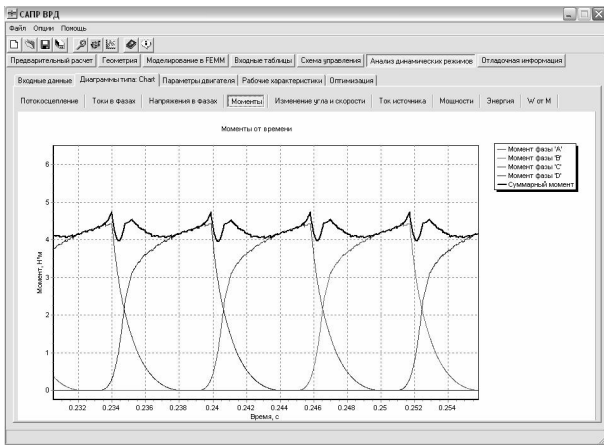 САПР ВРД
Файл Опции Помощь
Предварительный расчет Геометрия Моделирование в FEMM Входные таблицы Схема управления Анализ динамических режимов Отладочная информация
Входные данные Диаграммы типа: Chart Параметры двигателя Рабочие характеристики Оптимизация
Потокосцепление Токи в фазах Напряжения в фазах Моменты Изменение угла и скорости Ток источника Мощности Энергия W от M
Моменты от времени
Момент фазы 'A'
Момент фазы 'B'
Момент фазы 'C'
Момент фазы 'D'
Суммарный момент
6
5
4
3
2
1
0
Момент, Н*м
0.232 0.234 0.236 0.238 0.24 0.242 0.244 0.246 0.248 0.25 0.252 0.254
Время, с